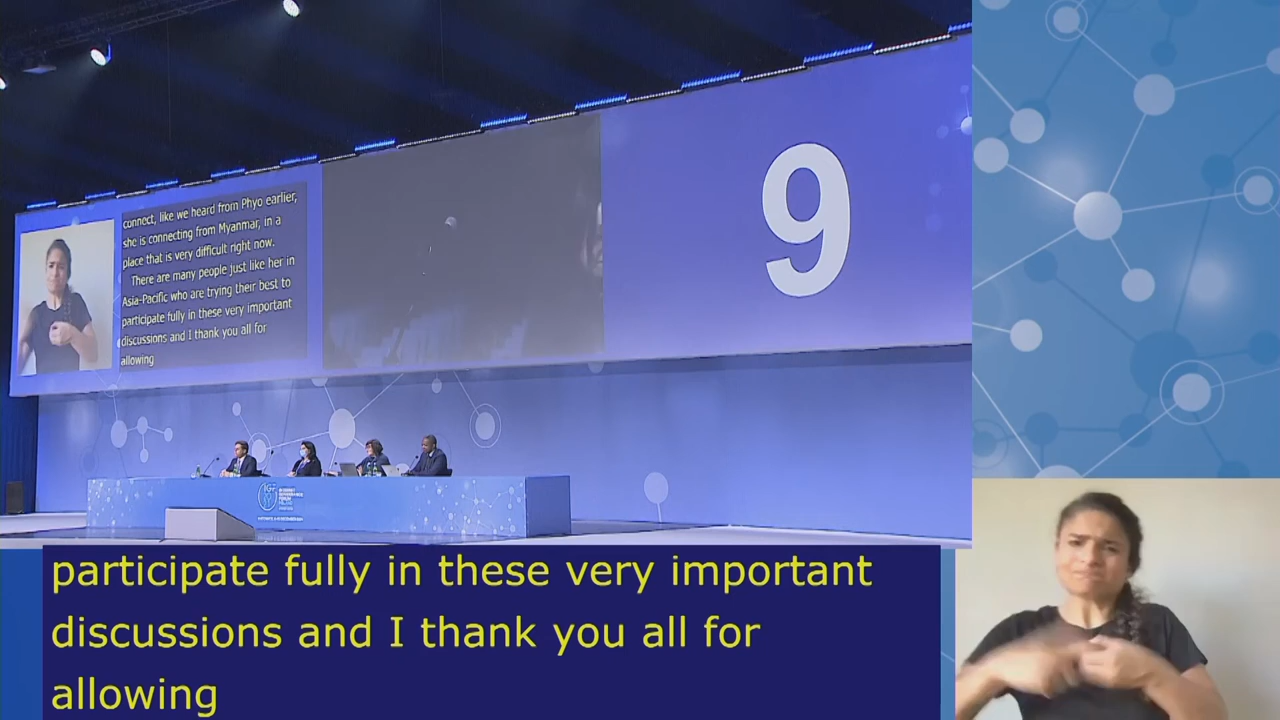 connect, like we heard from Phyo earlier,
she is connecting from Myanmar, in a
place that is very difficult right now.
There are many people just like her in
Asia-Pacific who are trying their best to
participate fully in these very important
discussions and I thank you all for
allowing
9
IGF
participate fully in these very important
discussions and I thank you all for
allowing